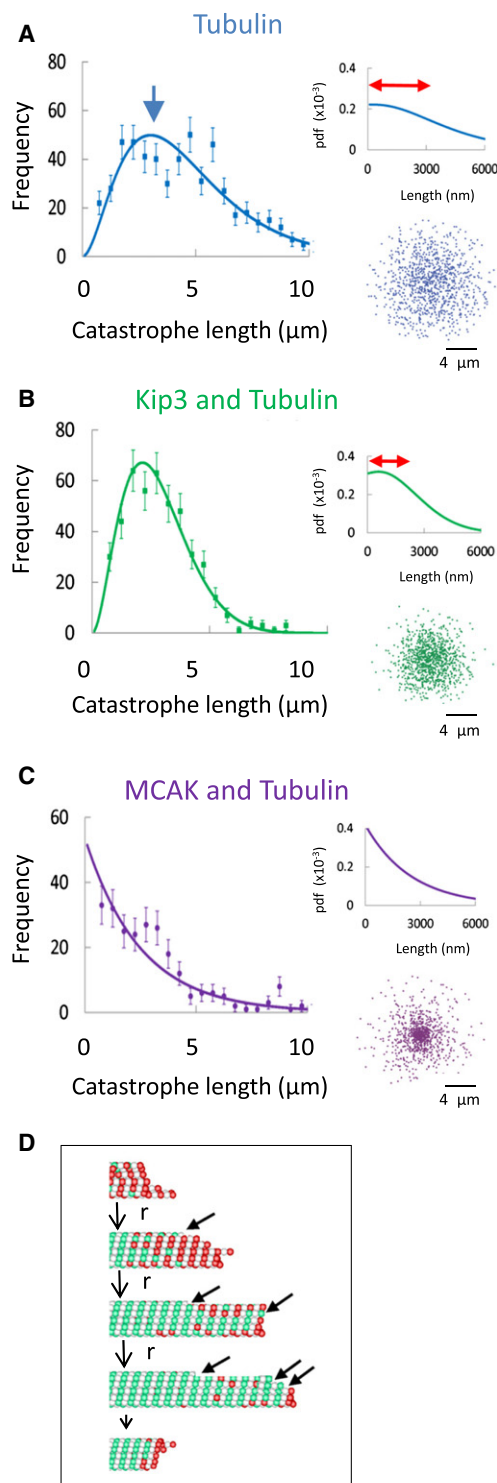 A
Tubulin
Frequency
80
60
40
20
0
0
5
10
Catastrophe length (μm)
pdf (x10-3)
0.4
0.2
0
0
3000
6000
Length (nm)
4 μm
B
Kip3 and Tubulin
Frequency
80
60
40
20
0
0
5
10
Catastrophe length (μm)
pdf (x10-3)
0.4
0.2
0
0
3000
6000
Length (nm)
4 μm
C
MCAK and Tubulin
Frequency
60
40
20
0
0
5
10
Catastrophe length (μm)
pdf (x10-3)
0.4
0.2
0
0
3000
6000
Length (nm)
4 μm
D
r
r
r